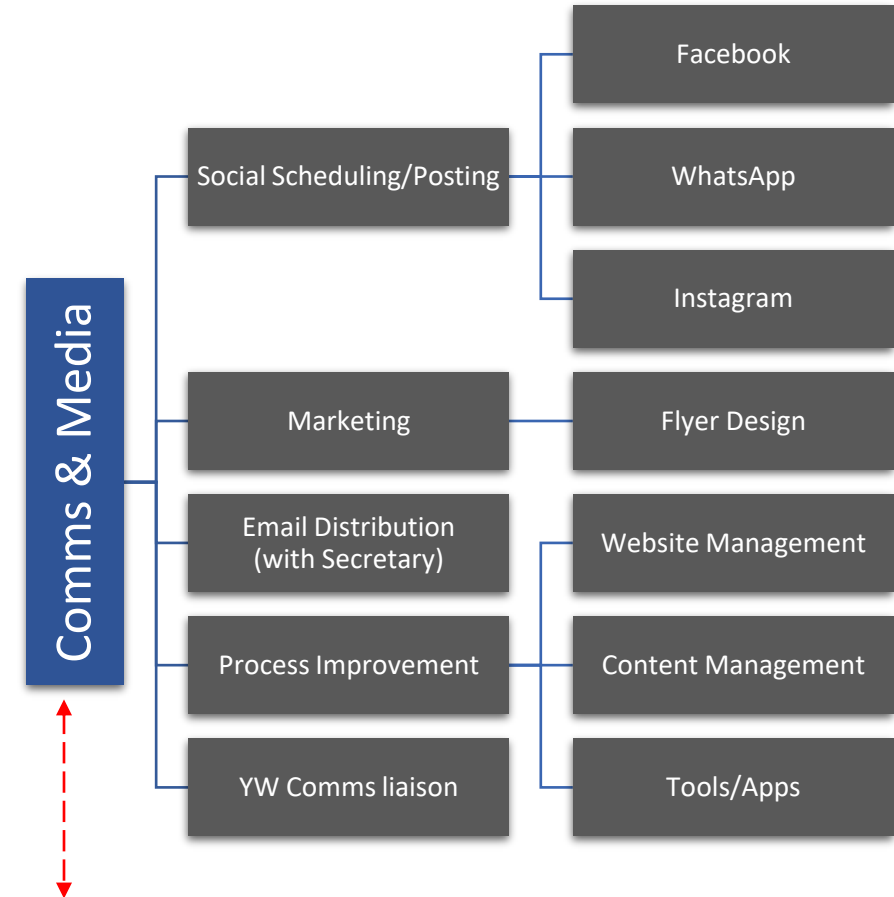 Comms & Media
Social Scheduling/Posting
Facebook
WhatsApp
Instagram
Marketing
Flyer Design
Email Distribution
(with Secretary)
Process Improvement
Website Management
Content Management
Tools/Apps
YW Comms liaison